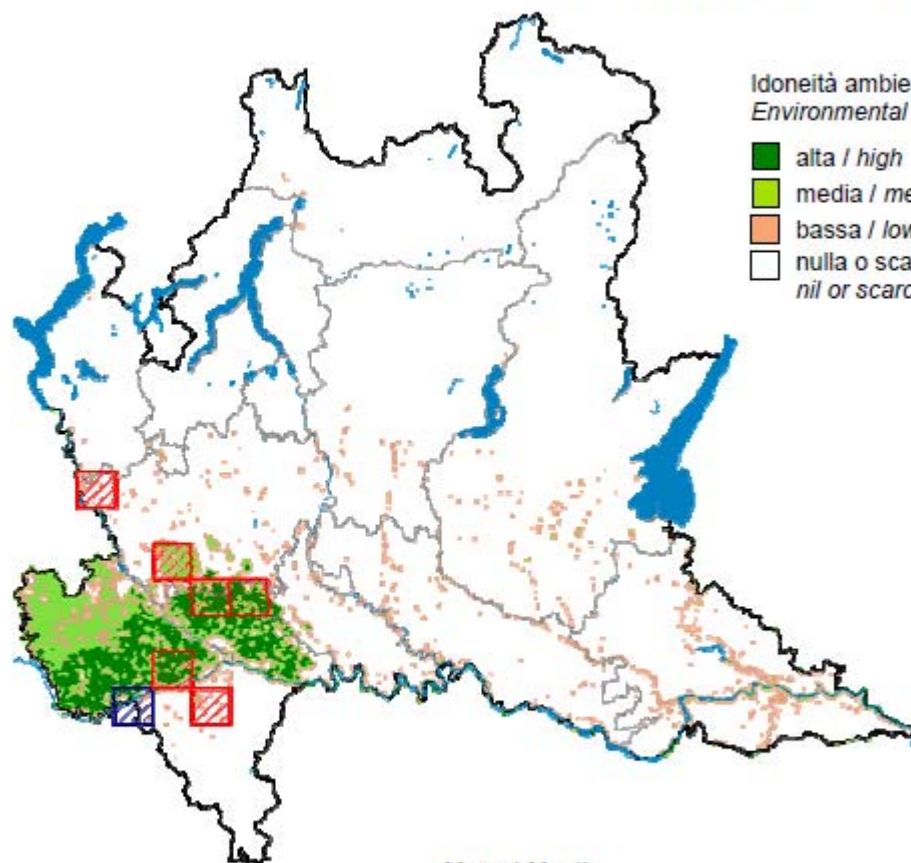 Idoneità ambie
Environmental
alta / high
media / me
bassa / low
nulla o sca
nil or scarc